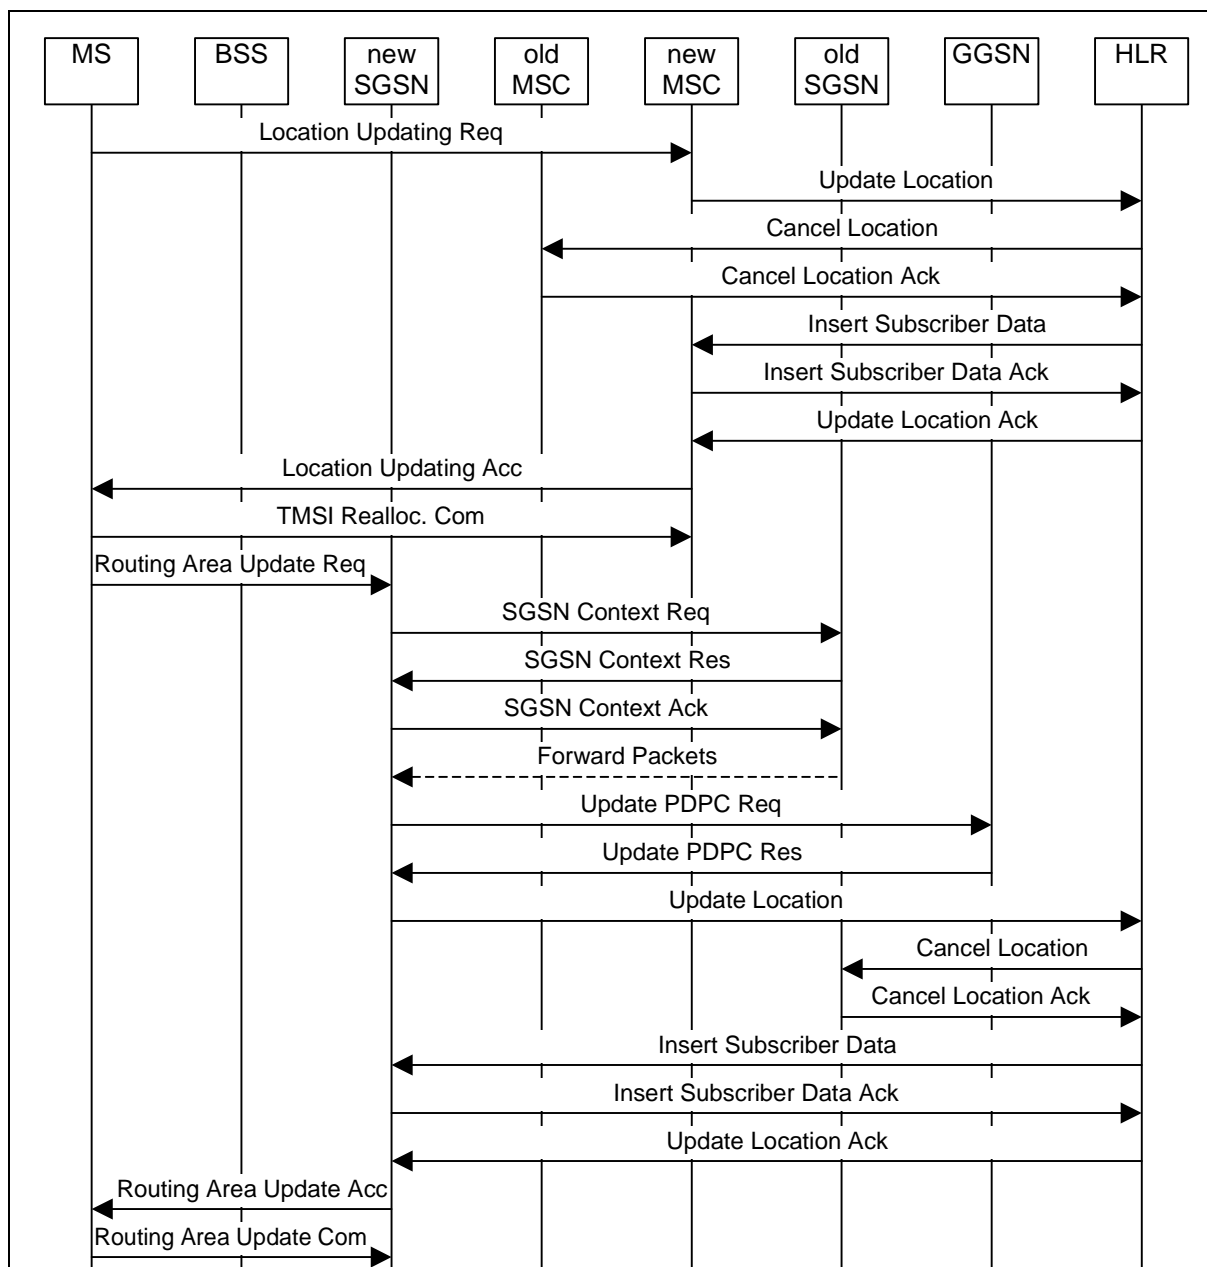 MS
BSS
new
SGSN
old
MSC
new
MSC
old
SGSN
GGSN
HLR
Location Updating Req
Update Location
Cancel Location
Cancel Location Ack
Insert Subscriber Data
Insert Subscriber Data Ack
Update Location Ack
Location Updating Acc
TMSI Realloc. Com
Routing Area Update Req
SGSN Context Req
SGSN Context Res
SGSN Context Ack
Forward Packets
Update PDPC Req
Update PDPC Res
Update Location
Cancel Location
Cancel Location Ack
Insert Subscriber Data
Insert Subscriber Data Ack
Update Location Ack
Routing Area Update Acc
Routing Area Update Com